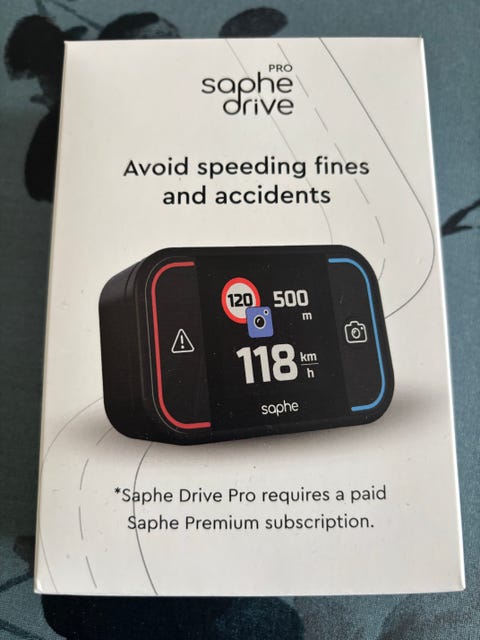 PRO
saphe
drive
Avoid speeding fines
and accidents
120 500
m
118 km
h
saphe
*Saphe Drive Pro requires a paid
Saphe Premium subscription.